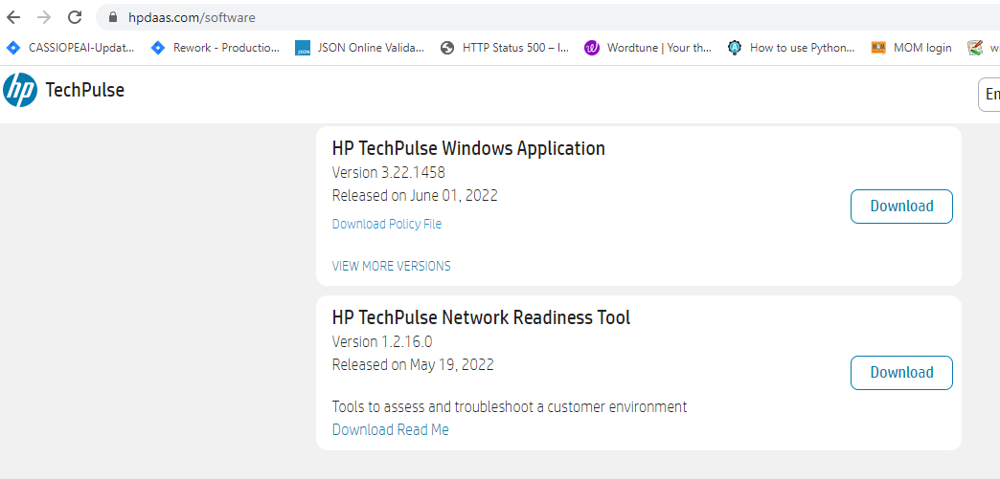 hpdaas.com/software
CASSIOPEAI-Updat...
Rework - Productio...
JSON Online Valida...
HTTP Status 500 – I...
Wordtune | Your th...
How to use Python...
MOM login
w
hp TechPulse
En
HP TechPulse Windows Application
Version 3.22.1458
Released on June 01, 2022
Download
Download Policy File
VIEW MORE VERSIONS
HP TechPulse Network Readiness Tool
Version 1.2.16.0
Released on May 19, 2022
Download
Tools to assess and troubleshoot a customer environment
Download Read Me